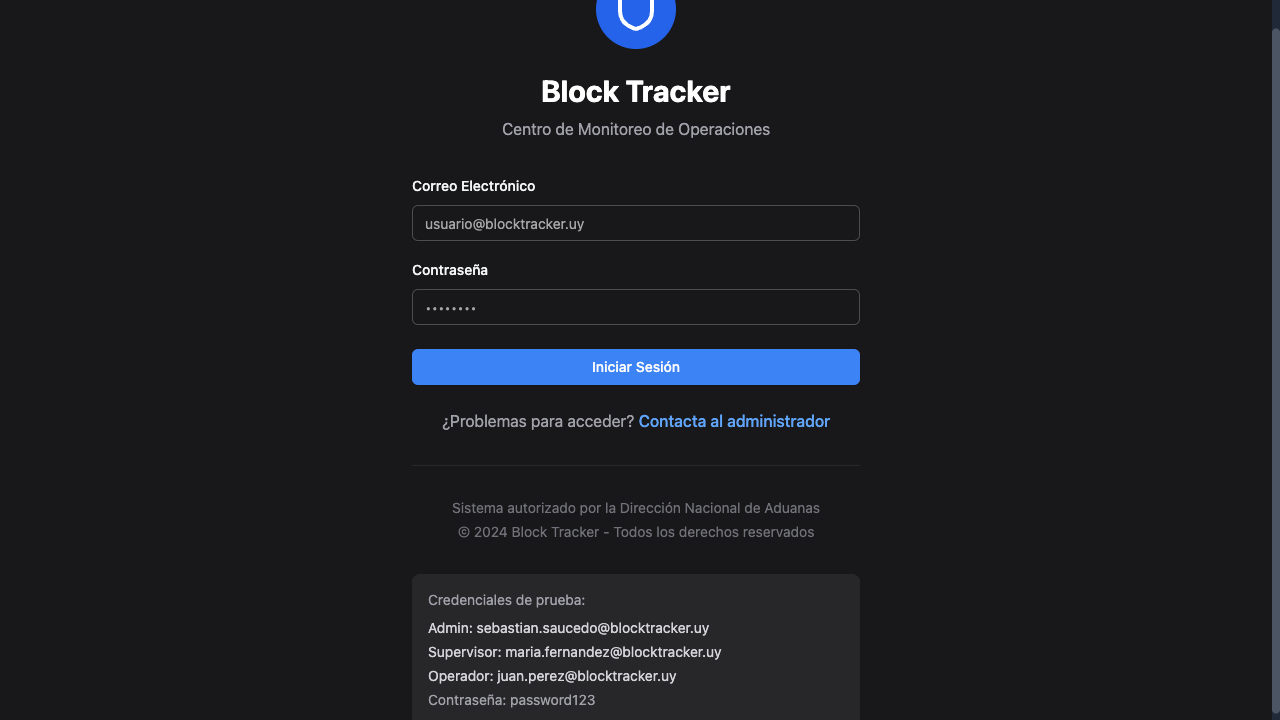 Block Tracker
Centro de Monitoreo de Operaciones
Correo Electrónico
usuario@blocktracker.uy
Contraseña
••••••••
Iniciar Sesión
¿Problemas para acceder? Contacta al administrador
Sistema autorizado por la Dirección Nacional de Aduanas
© 2024 Block Tracker - Todos los derechos reservados
Credenciales de prueba:
Admin: sebastian.saucedo@blocktracker.uy
Supervisor: maria.fernandez@blocktracker.uy
Operador: juan.perez@blocktracker.uy
Contraseña: password123